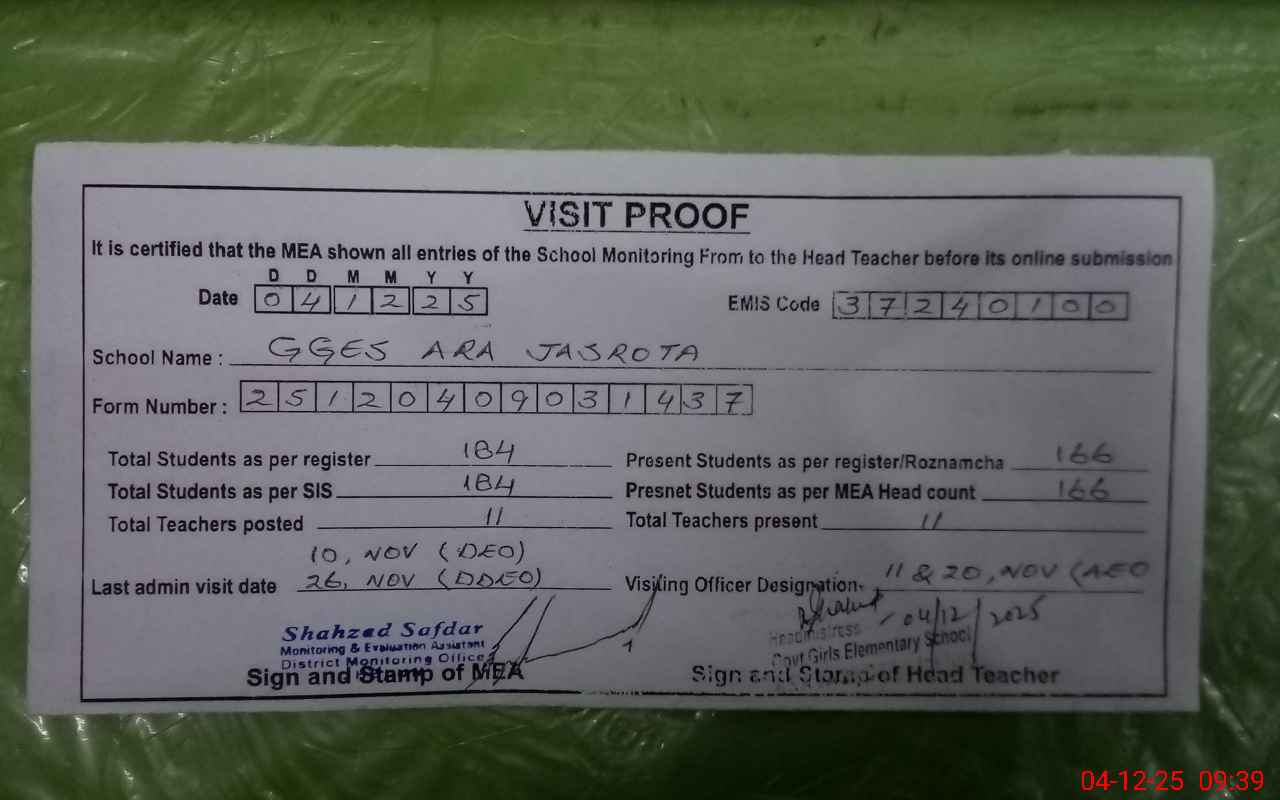 VISIT PROOF
It is certified that the MEA shown all entries of the School Monitoring From to the Head Teacher before its online submission
D D M M Y Y
Date 0 4 1 2 2 5 EMIS Code 3 7 2 4 0 1 0 0
School Name : GGES ARA JASROTA
Form Number : 2 5 1 2 0 4 0 9 0 3 1 4 3 7
Total Students as per register 184 Present Students as per register/Roznamcha 166
Total Students as per SIS 184 Presnet Students as per MEA Head count 166
Total Teachers posted 11 Total Teachers present 11
10, NOV (DEO)
Last admin visit date 26, NOV (DDEO) Visiting Officer Designation- 11 & 20, NOV (AEO
04/12/2025
Shahzad Safdar
Monitoring & Evaluation Assistant
District Monitoring Office
Headmistress
Govt Girls Elementary School
Sign and Stamp of MEA Sign and Stamp of Head Teacher
04-12-25 09:39